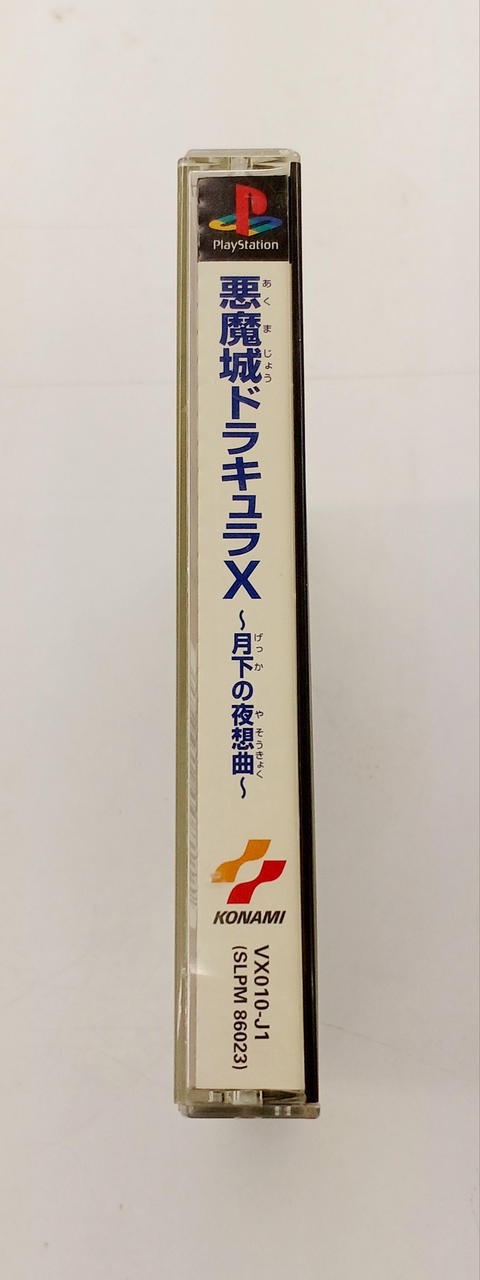 PlayStation
悪魔城ドラキュラX
あくまじょう
~月下の夜想曲~
げっか
やそうきょく
KONAMI
VX010-J1
(SLPM 86023)